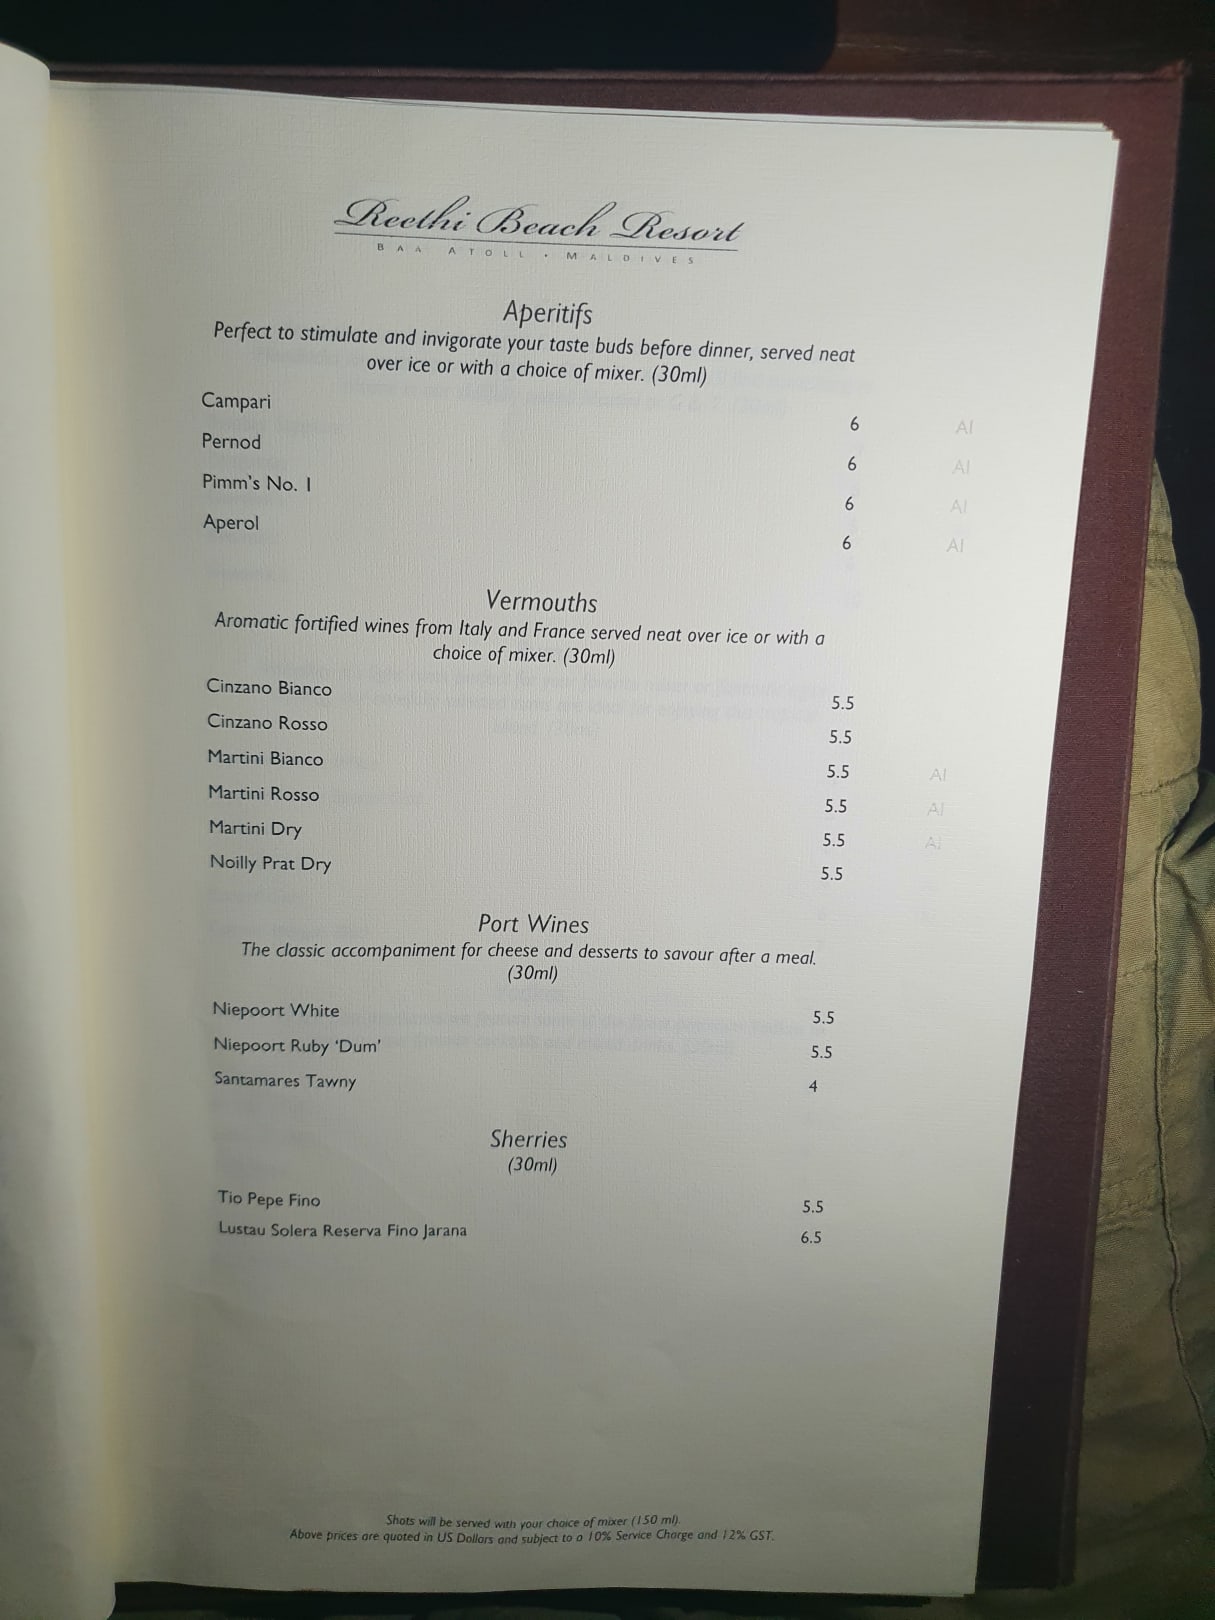 Reethi Beach Resort
BAA ATOLL • MALDIVES
Aperitifs
Perfect to stimulate and invigorate your taste buds before dinner, served neat
over ice or with a choice of mixer. (30ml)
Campari 6 AI
Pernod 6 AI
Pimm's No. 1 6 AI
Aperol 6 AI
Vermouths
Aromatic fortified wines from Italy and France served neat over ice or with a
choice of mixer. (30ml)
Cinzano Bianco 5.5
Cinzano Rosso 5.5
Martini Bianco 5.5 AI
Martini Rosso 5.5 AI
Martini Dry 5.5 AI
Noilly Prat Dry 5.5
Port Wines
The classic accompaniment for cheese and desserts to savour after a meal.
(30ml)
Niepoort White 5.5
Niepoort Ruby 'Dum' 5.5
Santamares Tawny 4
Sherries
(30ml)
Tio Pepe Fino 5.5
Lustau Solera Reserva Fino Jarana 6.5
Shots will be served with your choice of mixer (150 ml).
Above prices are quoted in US Dollars and subject to a 10% Service Charge and 12% GST.